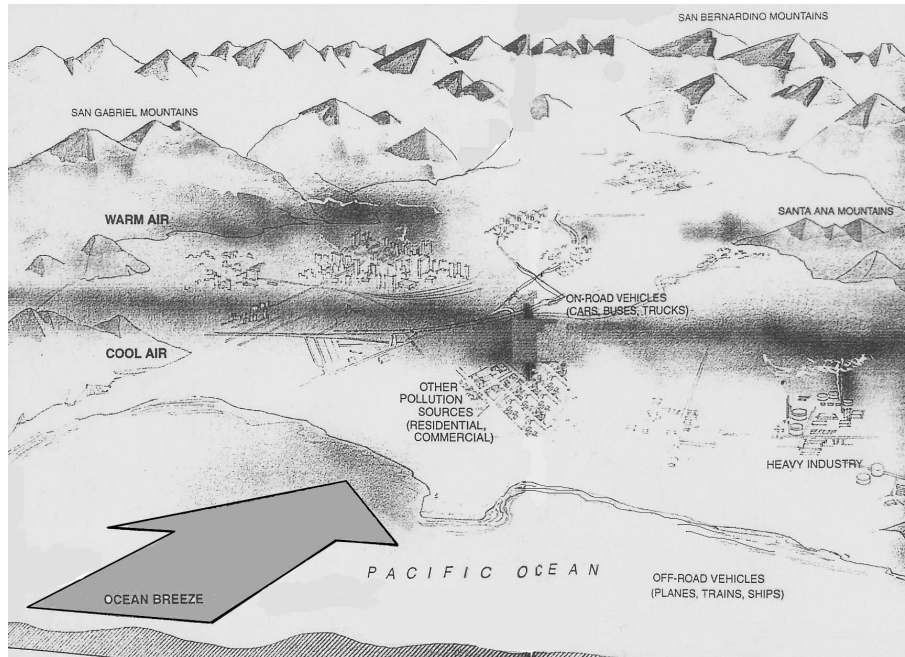 SAN BERNARDINO MOUNTAINS
SAN GABRIEL MOUNTAINS
WARM AIR
SANTA ANA MOUNTAINS
ON-ROAD VEHICLES
(CARS, BUSES, TRUCKS)
COOL AIR
OTHER
POLLUTION
SOURCES
(RESIDENTIAL,
COMMERCIAL)
HEAVY INDUSTRY
PACIFIC OCEAN
OFF-ROAD VEHICLES
(PLANES, TRAINS, SHIPS)
OCEAN BREEZE